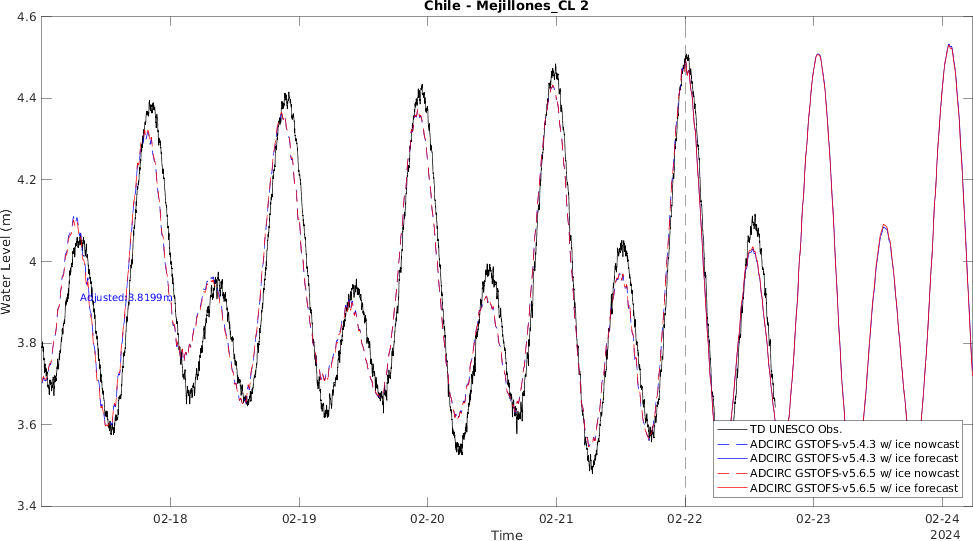 Chile - Mejillones_CL 2
4.6
4.4
4.2
4
3.8
3.6
3.4
Water Level (m)
Adjusted:3.8199m
TD UNESCO Obs.
ADCIRC GSTOFS-v5.4.3 w/ ice nowcast
ADCIRC GSTOFS-v5.4.3 w/ ice forecast
ADCIRC GSTOFS-v5.6.5 w/ ice nowcast
ADCIRC GSTOFS-v5.6.5 w/ ice forecast
02-18 02-19 02-20 02-21 02-22 02-23 02-24
Time
2024